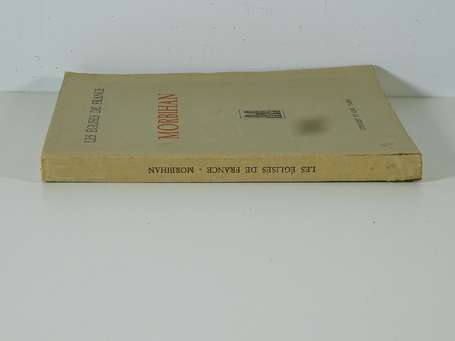 LES ÉGLISES DE FRANCE
MORBIHAN
LES ÉGLISES DE FRANCE - MORBIHAN